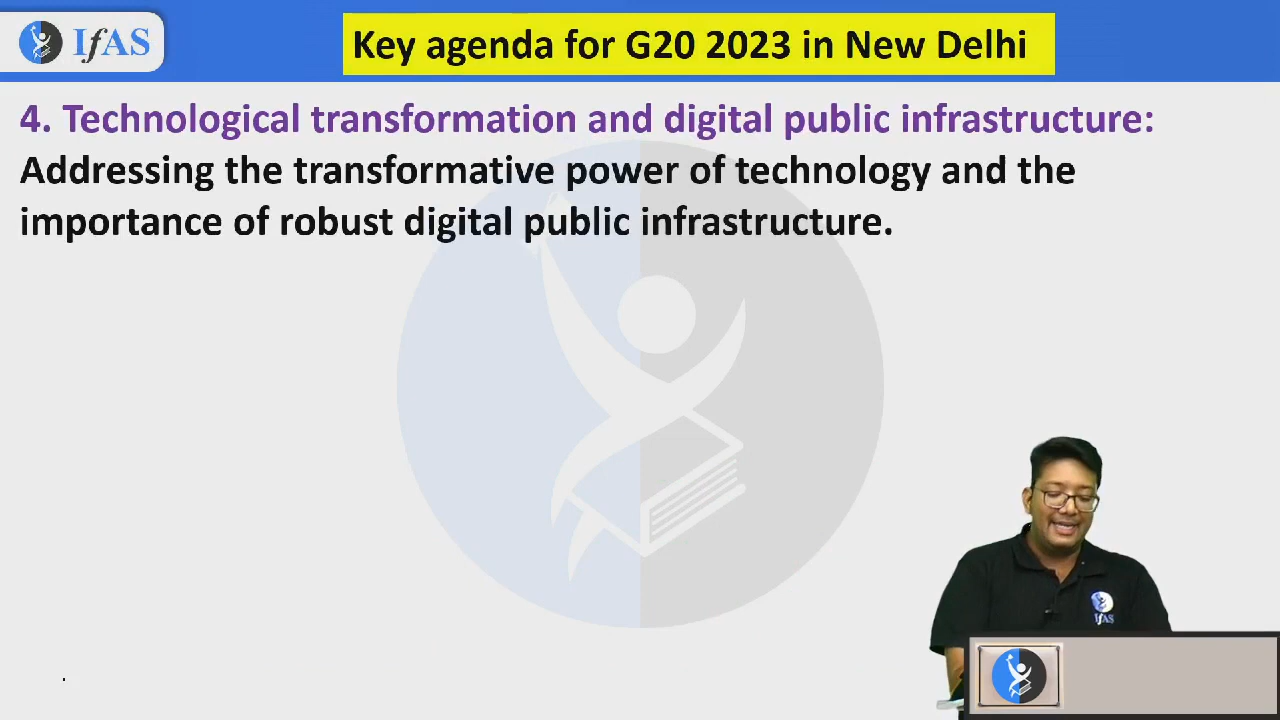 IfAS
Key agenda for G20 2023 in New Delhi
4. Technological transformation and digital public infrastructure:
Addressing the transformative power of technology and the
importance of robust digital public infrastructure.
IfAS